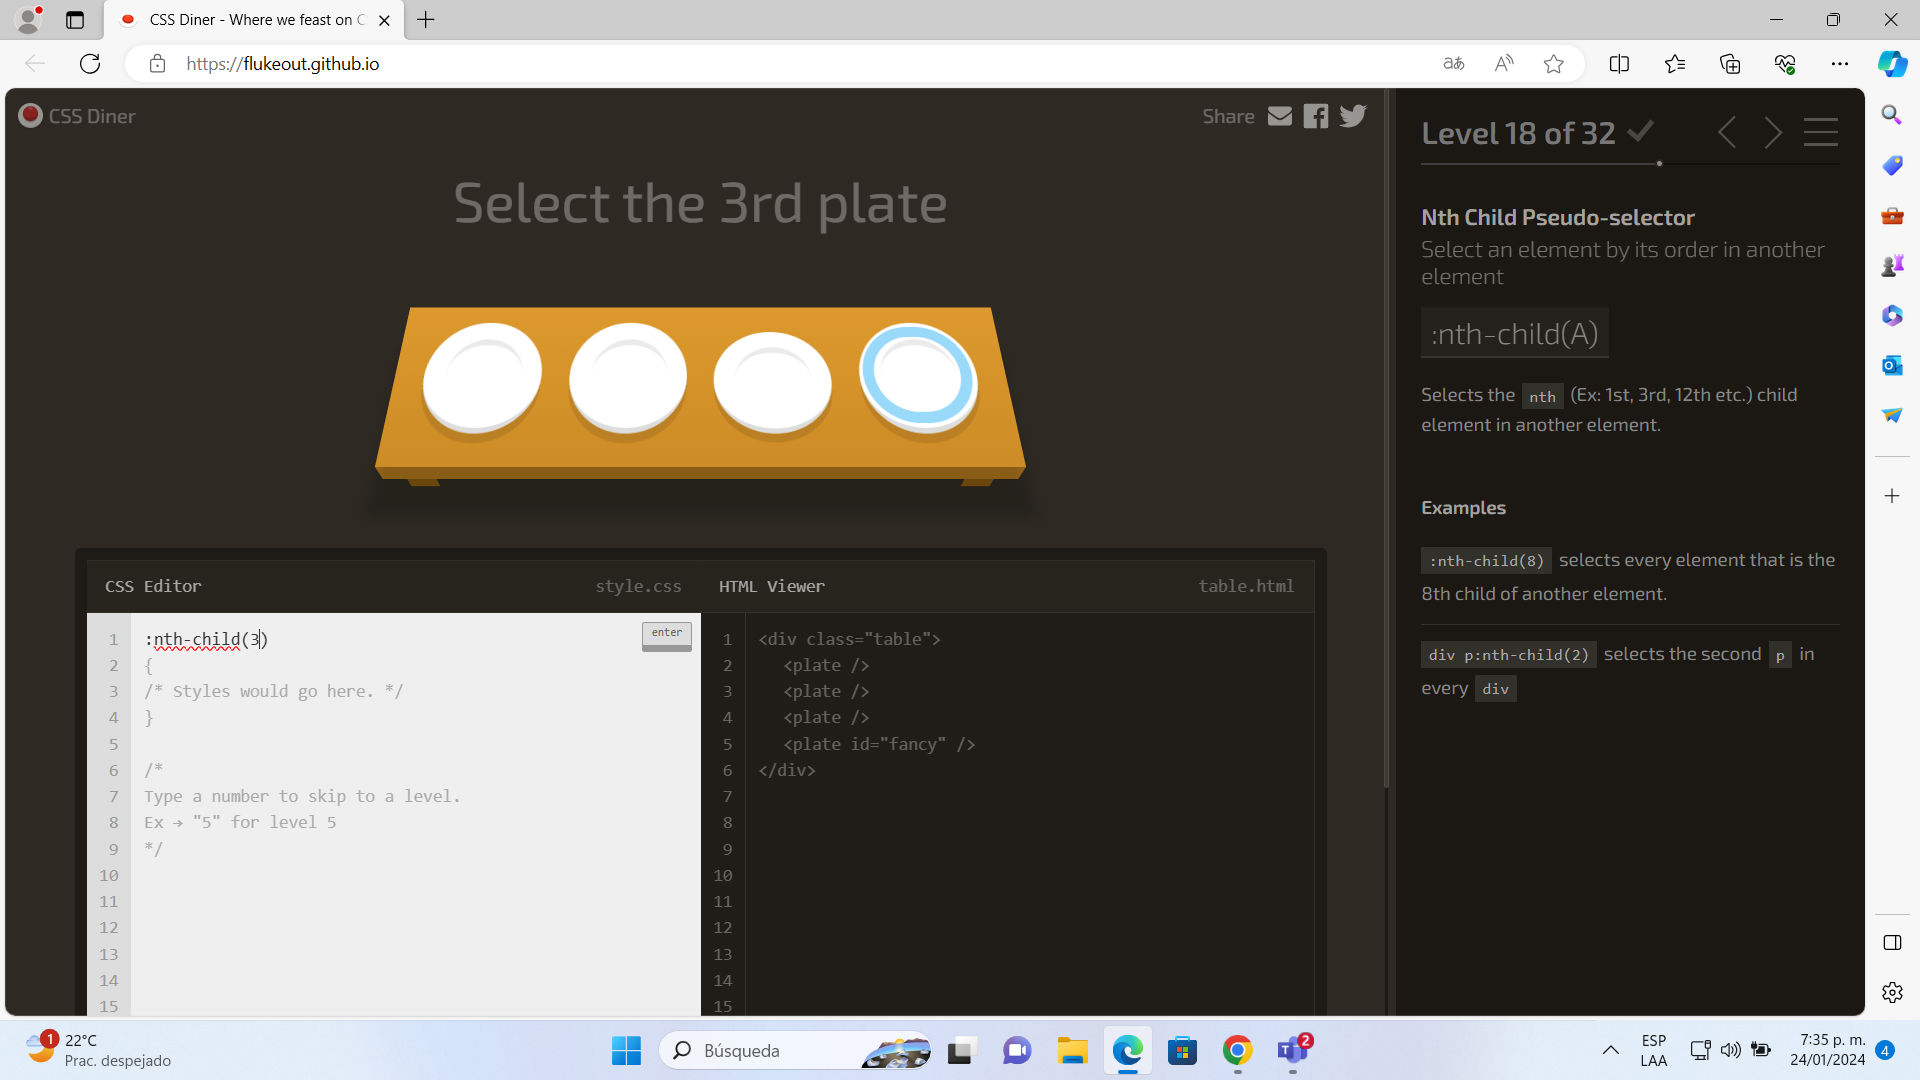 CSS Diner - Where we feast on C
https://flukeout.github.io
CSS Diner
Share
Select the 3rd plate
CSS Editor
style.css
HTML Viewer
table.html
1
2
3
4
5
6
7
8
9
10
11
12
13
14
15
:nth-child(3)
{
/* Styles would go here. */
}
/*
Type a number to skip to a level.
Ex → "5" for level 5
*/
enter
1
2
3
4
5
6
7
8
9
10
11
12
13
14
15
<div class="table">
<plate />
<plate />
<plate />
<plate id="fancy" />
</div>
Level 18 of 32
Nth Child Pseudo-selector
Select an element by its order in another
element
:nth-child(A)
Selects the nth (Ex: 1st, 3rd, 12th etc.) child
element in another element.
Examples
:nth-child(8) selects every element that is the
8th child of another element.
div p:nth-child(2) selects the second p in
every div
1
22°C
Prac. despejado
Búsqueda
2
ESP
LAA
7:35 p. m.
24/01/2024
4